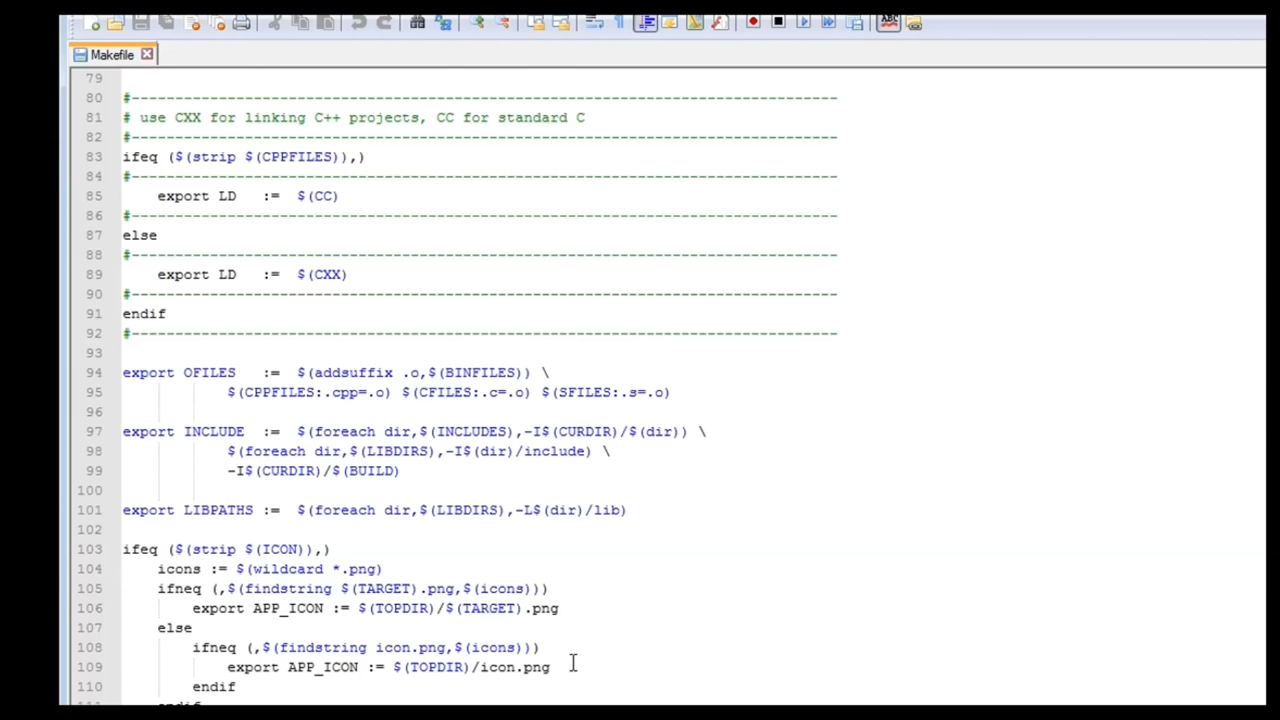 ABC
Makefile
79
80 #---------------------------------------------------------------------------------
81 # use CXX for linking C++ projects, CC for standard C
82 #---------------------------------------------------------------------------------
83 ifeq ($(strip $(CPPFILES)),)
84 #---------------------------------------------------------------------------------
85     export LD   :=  $(CC)
86 #---------------------------------------------------------------------------------
87 else
88 #---------------------------------------------------------------------------------
89     export LD   :=  $(CXX)
90 #---------------------------------------------------------------------------------
91 endif
92 #---------------------------------------------------------------------------------
93
94 export OFILES   :=  $(addsuffix .o,$(BINFILES)) \
95             $(CPPFILES:.cpp=.o) $(CFILES:.c=.o) $(SFILES:.s=.o)
96
97 export INCLUDE  :=  $(foreach dir,$(INCLUDES),-I$(CURDIR)/$(dir)) \
98             $(foreach dir,$(LIBDIRS),-I$(dir)/include) \
99             -I$(CURDIR)/$(BUILD)
100
101 export LIBPATHS :=  $(foreach dir,$(LIBDIRS),-L$(dir)/lib)
102
103 ifeq ($(strip $(ICON)),)
104     icons := $(wildcard *.png)
105     ifneq (,$(findstring $(TARGET).png,$(icons)))
106         export APP_ICON := $(TOPDIR)/$(TARGET).png
107     else
108         ifneq (,$(findstring icon.png,$(icons)))
109             export APP_ICON := $(TOPDIR)/icon.png
110         endif